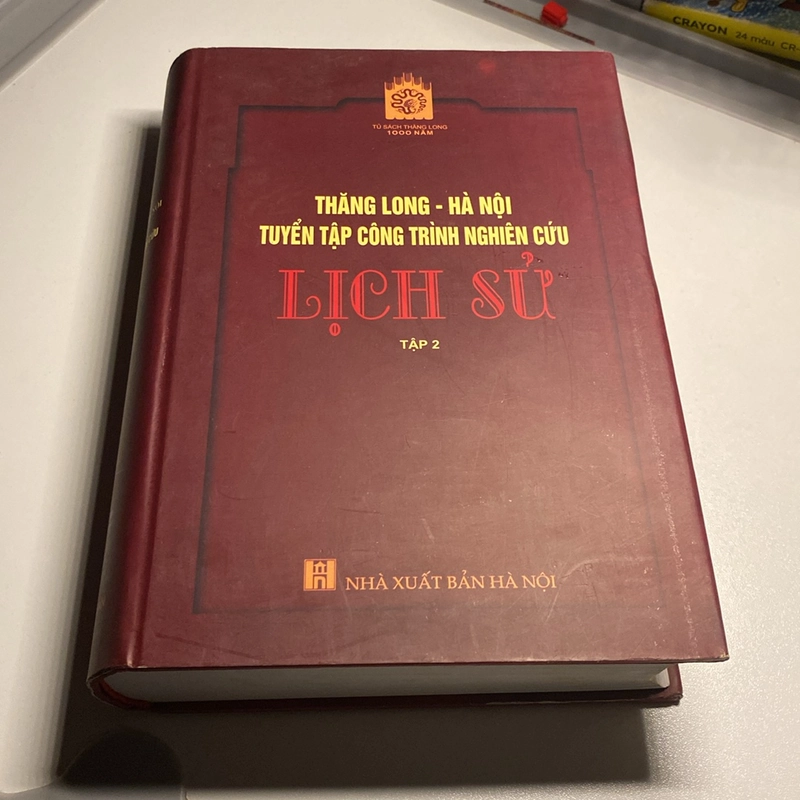 TỦ SÁCH THĂNG LONG
1000 NĂM
THĂNG LONG - HÀ NỘI
TUYỂN TẬP CÔNG TRÌNH NGHIÊN CỨU
LỊCH SỬ
TẬP 2
NHÀ XUẤT BẢN HÀ NỘI
CRAYON 24 màu CR-